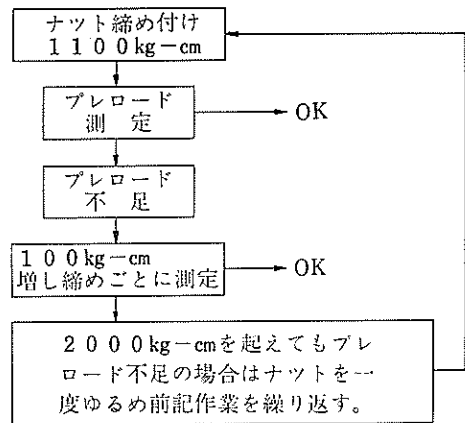 ナット締め付け
1100kg-cm
プレロード
測 定
OK
プレロード
不 足
100kg-cm
増し締めごとに測定
OK
2000kg-cmを起えてもプレ
ロード不足の場合はナットを一
度ゆるめ前記作業を繰り返す。